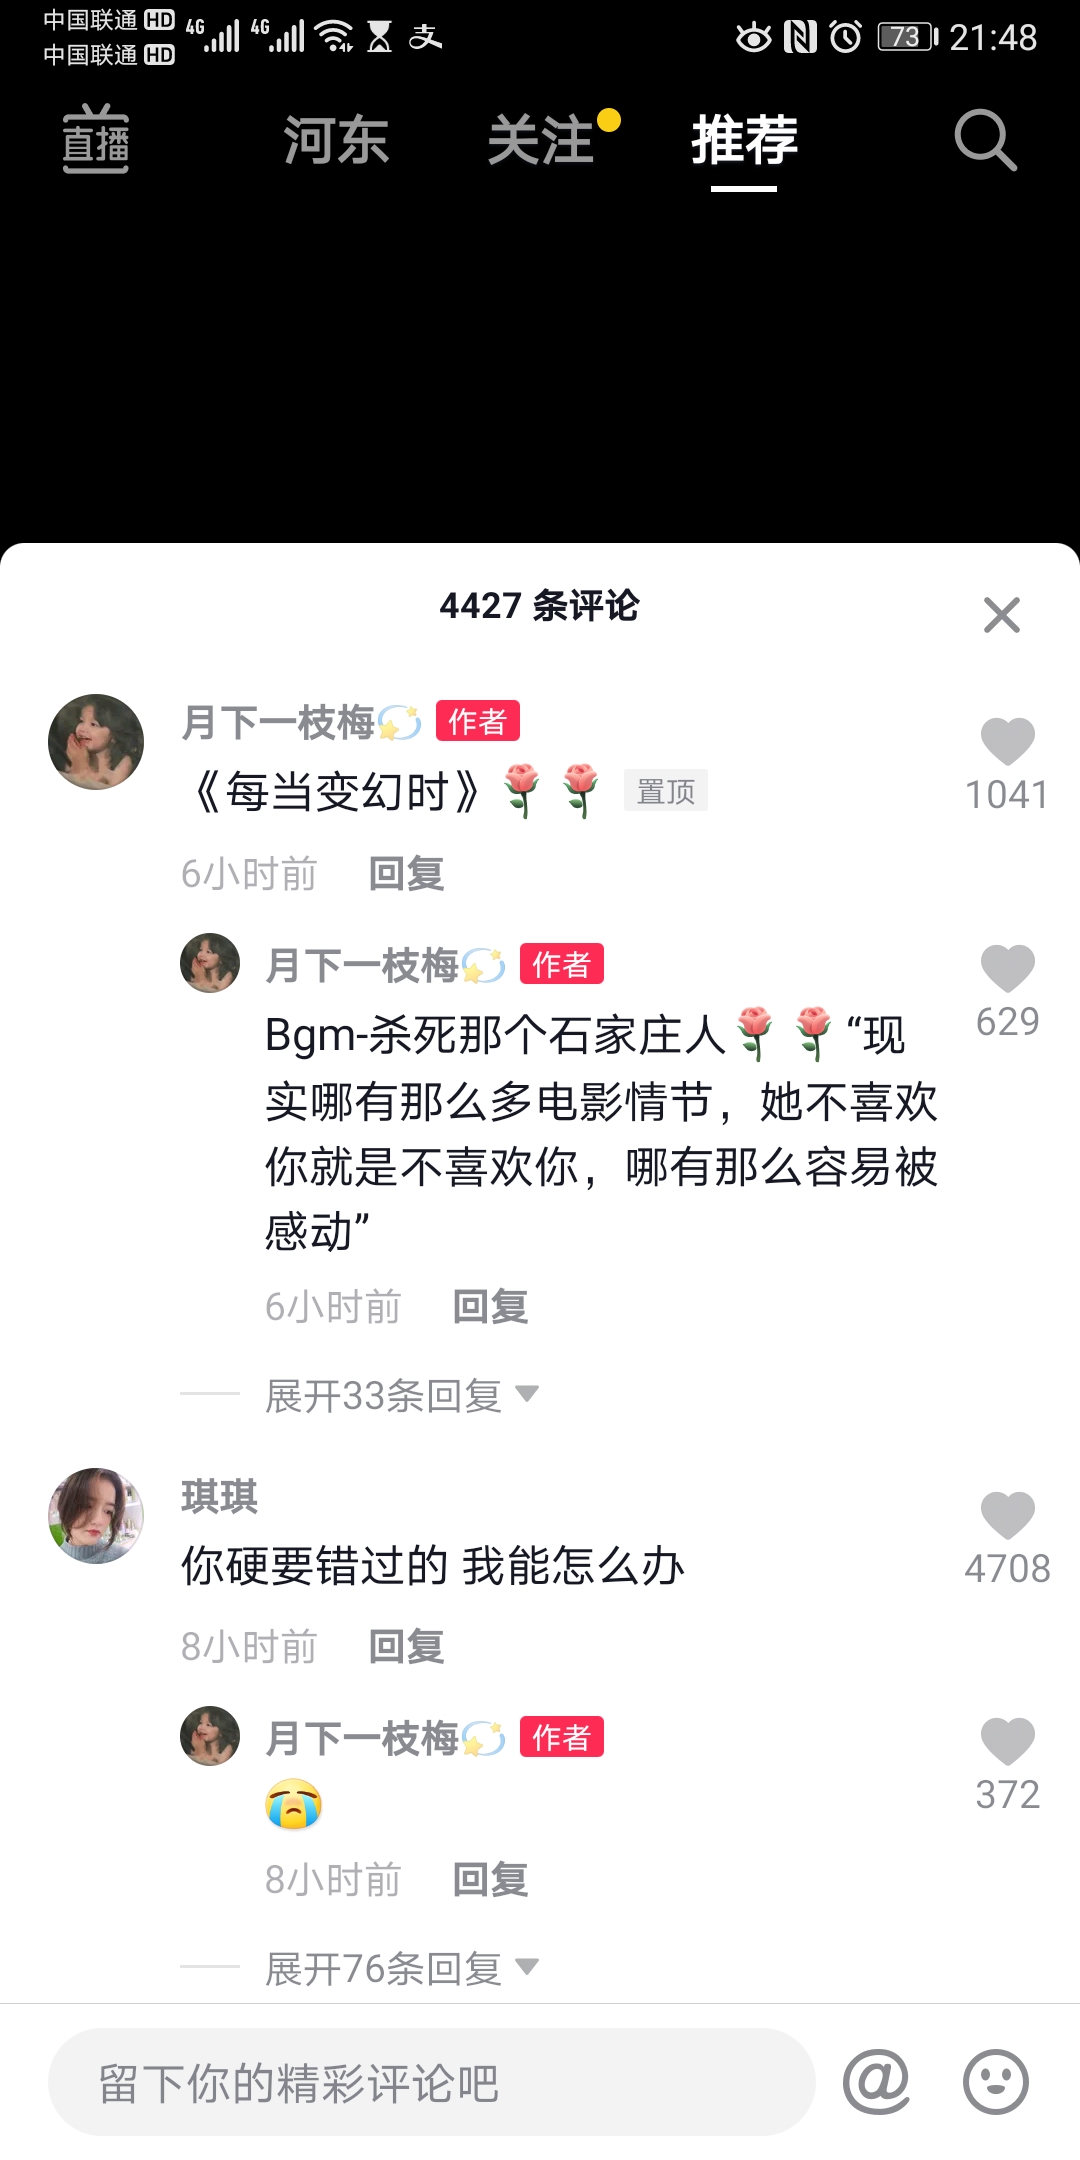 中国联通 HD 4G 4G 支 73 21:48
中国联通 HD
直播 河东 关注 推荐
4427 条评论
月下一枝梅💫 作者
《每当变幻时》🌹🌹 置顶
1041
6小时前 回复
月下一枝梅💫 作者
Bgm-杀死那个石家庄人🌹🌹“现
629
实哪有那么多电影情节，她不喜欢
你就是不喜欢你，哪有那么容易被
感动”
6小时前 回复
展开33条回复
琪琪
你硬要错过的 我能怎么办
4708
8小时前 回复
月下一枝梅💫 作者
😭
372
8小时前 回复
展开76条回复
留下你的精彩评论吧 @